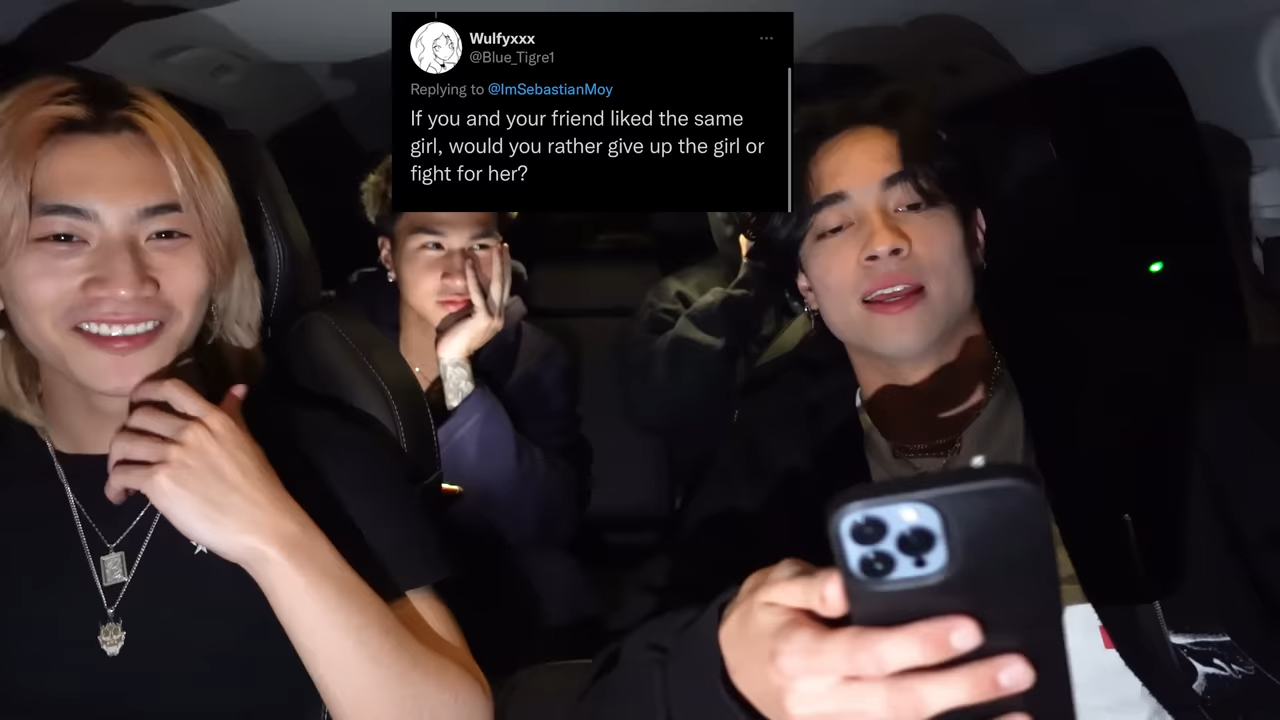 Wulfyxxx
@Blue_Tigre1
Replying to @ImSebastianMoy
If you and your friend liked the same
girl, would you rather give up the girl or
fight for her?